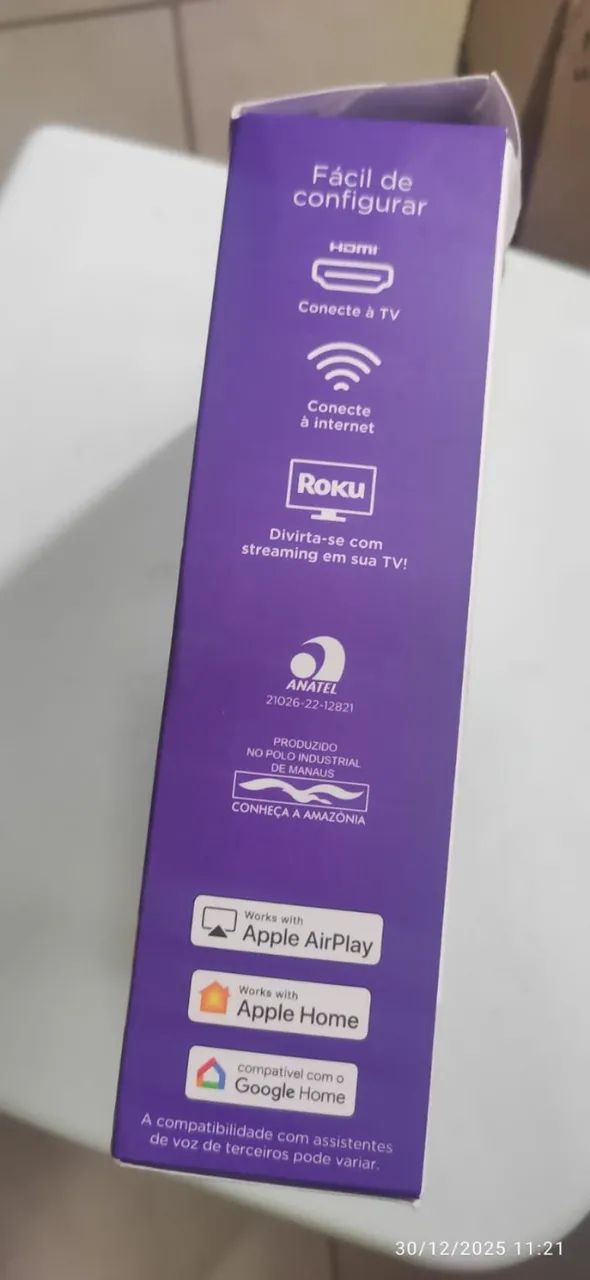 Fácil de
configurar
HDMI
Conecte à TV
Conecte
à internet
Roku
Divirta-se com
streaming em sua TV!
ANATEL
21026-22-12821
PRODUZIDO
NO POLO INDUSTRIAL
DE MANAUS
CONHEÇA A AMAZÔNIA
Works with
Apple AirPlay
Works with
Apple Home
compatível com o
Google Home
A compatibilidade com assistentes
de voz de terceiros pode variar.
30/12/2025 11:21